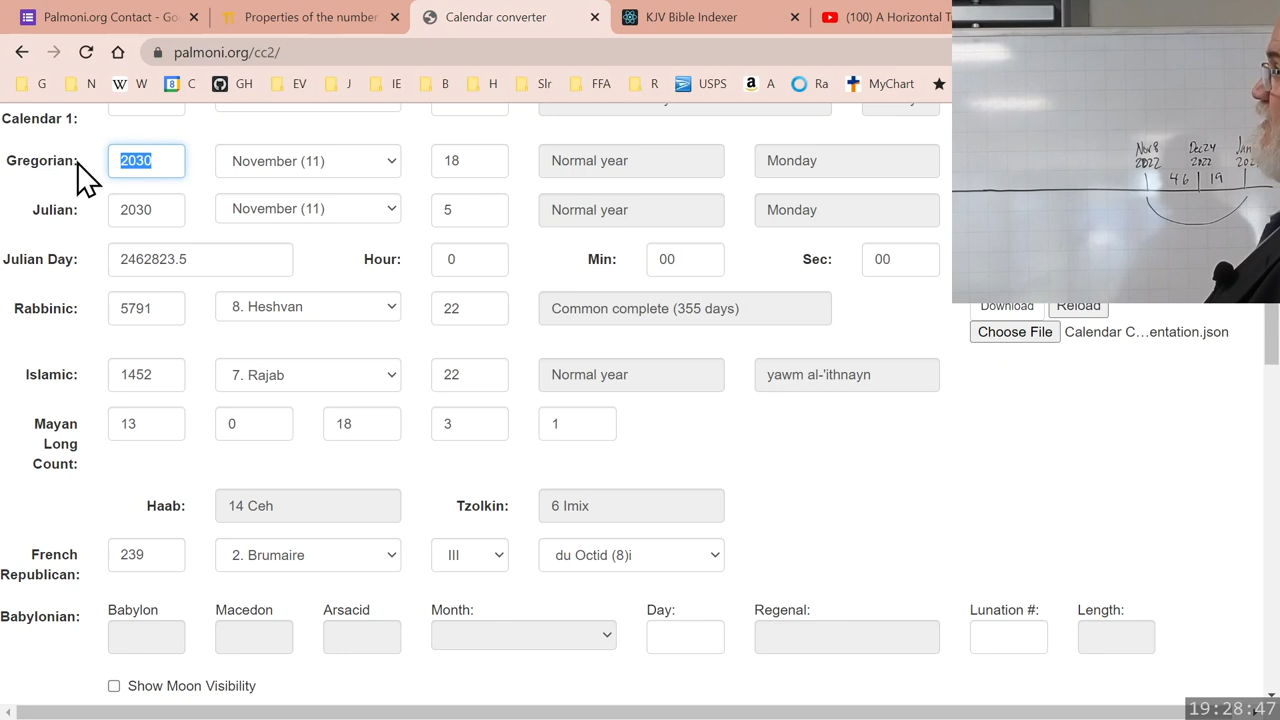 Palmoni.org Contact - Go
of the number
Calendar converter
KJV Bible Indexer
(100) A Horizontal T
palmoni.org
G N W C GH EV J IE B H Slr FFA R USPS A Ra MyChart
Calendar 1:
Gregorian: 2030 November (11) 18 Normal year Monday
Julian: 2030 November (11) 5 Normal year Monday
Julian Day: 2462823.5 Hour: 0 Min: 00 Sec: 00
Rabbinic: 5791 8. Heshvan 22 Common complete (355 days)
Islamic: 1452 7. Rajab 22 Normal year yawm al-'ithnayn
Mayan Long Count: 13 0 18 3 1
Haab: 14 Ceh Tzolkin: 6 Imix
French Republican: 239 2. Brumaire III du Octid (8)i
Babylon Macedon Arsacid Month: Day: Regenal: Lunation #: Length:
Babylonian:
Show Moon Visibility
Download Reload
Choose File Calendar C…entation.json
Nov 8 Dec 24 Jan
2022 2022 202
46 19
19:28:47